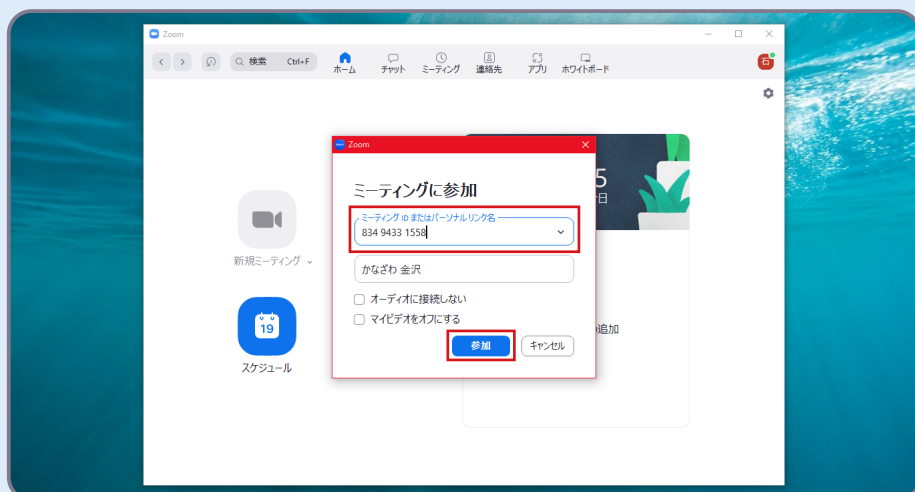 Zoom
検索 Ctrl+F
ホーム
チャット
ミーティング
連絡先
アプリ
ホワイトボード
石
Zoom
ミーティングに参加
ミーティング ID またはパーソナルリンク名
834 9433 1558
かなざわ 金沢
オーディオに接続しない
マイビデオをオフにする
参加
キャンセル
新規ミーティング
19
スケジュール
5
日
追加